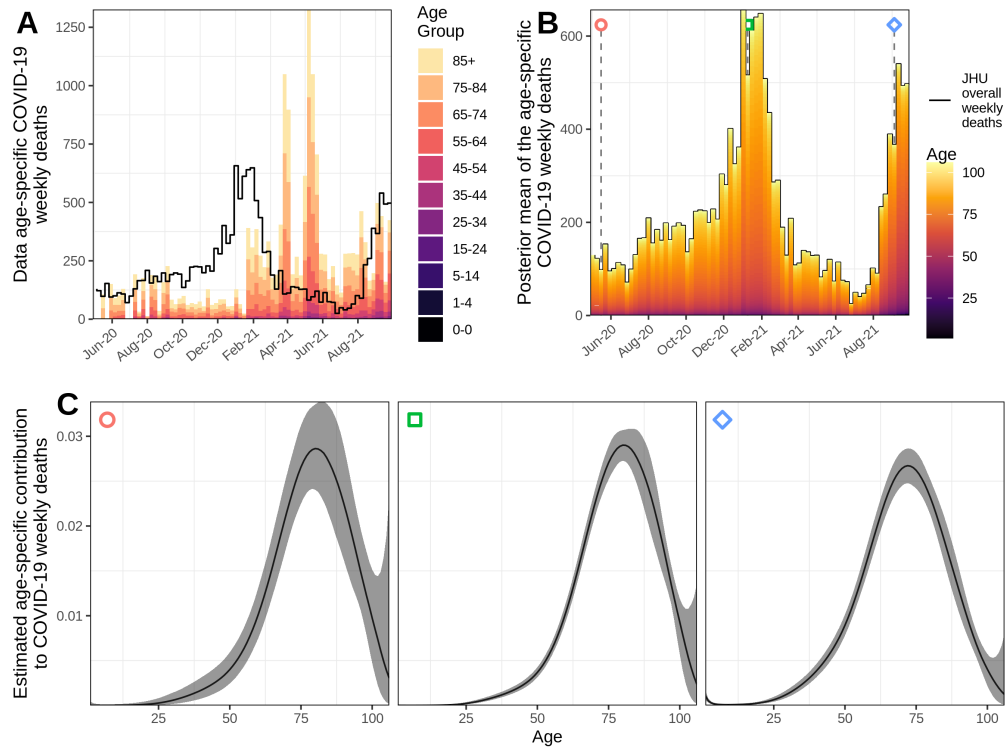 A
Data age-specific COVID-19
weekly deaths
1250
1000
750
500
250
0
Jun-20
Aug-20
Oct-20
Dec-20
Feb-21
Apr-21
Jun-21
Aug-21
Age
Group
85+
75-84
65-74
55-64
45-54
35-44
25-34
15-24
5-14
1-4
0-0
B
Posterior mean of the age-specific
COVID-19 weekly deaths
600
400
200
0
Jun-20
Aug-20
Oct-20
Dec-20
Feb-21
Apr-21
Jun-21
Aug-21
JHU
overall
weekly
deaths
Age
100
75
50
25
C
Estimated age-specific contribution
to COVID-19 weekly deaths
0.03
0.02
0.01
25 50 75 100
25 50 75 100
25 50 75 100
Age